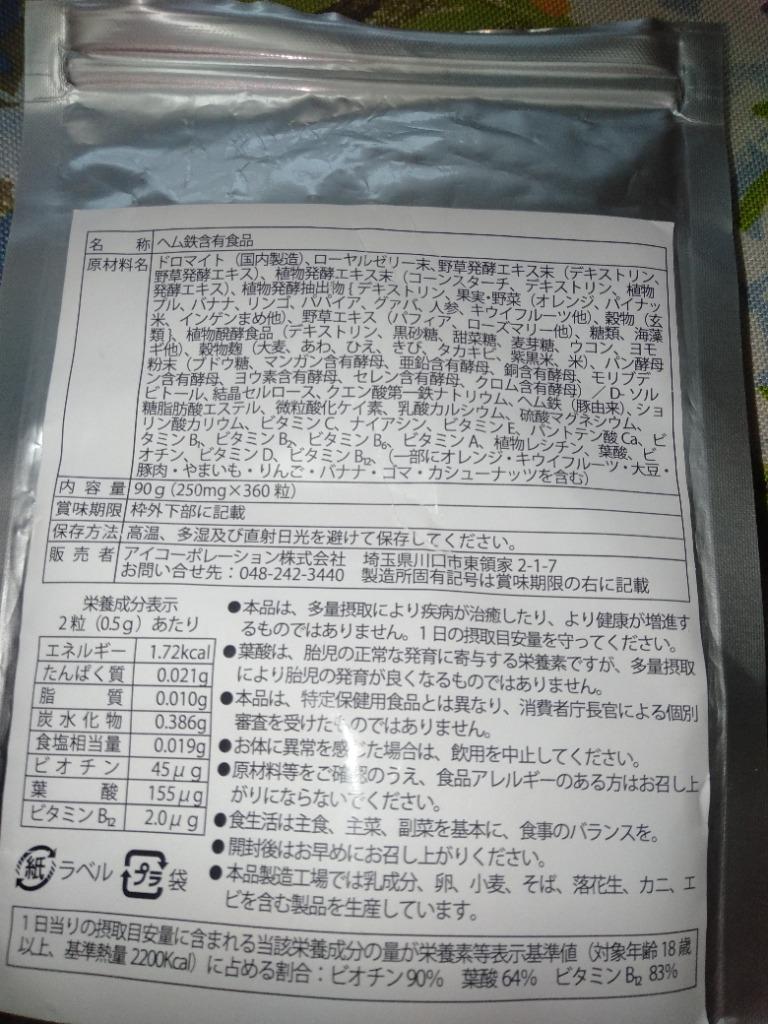 名称 ヘム鉄含有食品
原材料名 ドロマイト（国内製造）、ローヤルゼリー末、野草発酵エキス末（デキストリン、
野草発酵エキス）、植物発酵エキス末（コーンスターチ、デキストリン、植物
発酵エキス）、植物発酵抽出物｛デキストリン、果実・野菜（オレンジ、パイナッ
プル、バナナ、リンゴ、パパイア、グァバ、人参、キウイフルーツ他）、穀物（玄
米、インゲンまめ他）、野草エキス（パフィア、ローズマリー他）、糖類、海藻
類｝、植物醗酵食品（デキストリン、黒砂糖、甜菜糖、麦芽糖、ウコン、ヨモ
ギ他）、穀物麹（大麦、あわ、ひえ、きび、タカキビ、紫黒米、米）、パン酵母
粉末（ブドウ糖、マンガン含有酵母、亜鉛含有酵母、銅含有酵母、モリブデ
ン含有酵母、ヨウ素含有酵母、セレン含有酵母、クロム含有酵母）／D-ソル
ビトール、結晶セルロース、クエン酸第一鉄ナトリウム、ヘム鉄（豚由来）、ショ
糖脂肪酸エステル、微粒酸化ケイ素、乳酸カルシウム、硫酸マグネシウム、
リン酸カリウム、ビタミンC、ナイアシン、ビタミンE、パントテン酸Ca、ビ
タミンB₁、ビタミンB₂、ビタミンB₆、ビタミンA、植物レシチン、葉酸、ビ
オチン、ビタミンD、ビタミンB₁₂、（一部にオレンジ・キウイフルーツ・大豆・
豚肉・やまいも・りんご・バナナ・ゴマ・カシューナッツを含む）
内容量 90g（250mg×360粒）
賞味期限 枠外下部に記載
保存方法 高温、多湿及び直射日光を避けて保存してください。
販売者 アイコーポレーション株式会社 埼玉県川口市東領家2-1-7
お問い合せ先：048-242-3440 製造所固有記号は賞味期限の右に記載
栄養成分表示
2粒（0.5g）あたり
エネルギー 1.72kcal
たんぱく質 0.021g
脂質 0.010g
炭水化物 0.386g
食塩相当量 0.019g
ビオチン 45μg
葉酸 155μg
ビタミンB₁₂ 2.0μg
●本品は、多量摂取により疾病が治癒したり、より健康が増進す
るものではありません。1日の摂取目安量を守ってください。
●葉酸は、胎児の正常な発育に寄与する栄養素ですが、多量摂取
により胎児の発育が良くなるものではありません。
●本品は、特定保健用食品とは異なり、消費者庁長官による個別
審査を受けたものではありません。
●お体に異常を感じた場合は、飲用を中止してください。
●原材料等をご確認のうえ、食品アレルギーのある方はお召し上
がりにならないでください。
●食生活は主食、主菜、副菜を基本に、食事のバランスを。
●開封後はお早めにお召し上がりください。
●本品製造工場では乳成分、卵、小麦、そば、落花生、カニ、エ
ビを含む製品を生産しています。
紙 ラベル プラ 袋
1日当りの摂取目安量に含まれる当該栄養成分の量が栄養素等表示基準値（対象年齢18歳
以上、基準熱量2200Kcal）に占める割合：ビオチン90% 葉酸64% ビタミンB₁₂ 83%